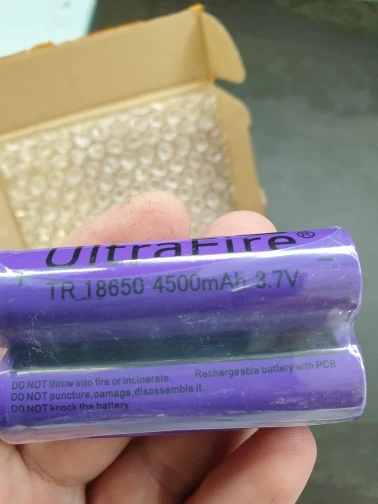 UltraFire®
TR 18650 4500mAh 3.7V
Rechargeable battery with PCB
DO NOT throw into fire or incinerate.
DO NOT puncture,damage,disassemble it.
DO NOT knock the battery.